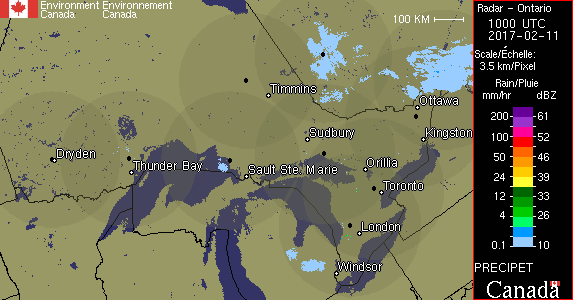 Environment Environnement
Canada Canada
100 KM
Timmins
Ottawa
Sudbury
Kingston
Dryden
Thunder Bay
Sault Ste. Marie
Orillia
Toronto
London
Windsor
Radar – Ontario
1000 UTC
2017-02-11
Scale/Échelle:
3.5 km/Pixel
Rain/Pluie
mm/hr dBZ
200 61
100 52
50 46
24 39
12 33
4 26
0.1 10
PRECIPET
Canada